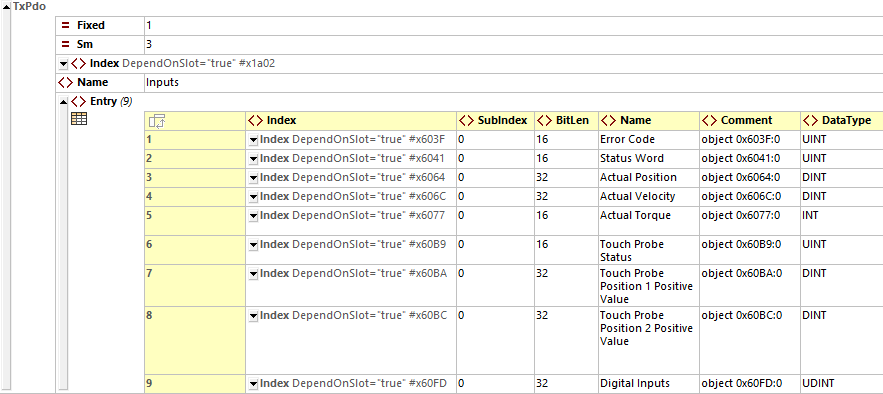 TxPdo
= Fixed 1
= Sm 3
<> Index DependOnSlot="true" #x1a02
<> Name Inputs
<> Entry (9)
<> Index <> SubIndex <> BitLen <> Name <> Comment <> DataType
1 Index DependOnSlot="true" #x603F 0 16 Error Code object 0x603F:0 UINT
2 Index DependOnSlot="true" #x6041 0 16 Status Word object 0x6041:0 UINT
3 Index DependOnSlot="true" #x6064 0 32 Actual Position object 0x6064:0 DINT
4 Index DependOnSlot="true" #x606C 0 32 Actual Velocity object 0x606C:0 DINT
5 Index DependOnSlot="true" #x6077 0 16 Actual Torque object 0x6077:0 INT
6 Index DependOnSlot="true" #x60B9 0 16 Touch Probe object 0x60B9:0 UINT
Status
7 Index DependOnSlot="true" #x60BA 0 32 Touch Probe object 0x60BA:0 DINT
Position 1 Positive
Value
8 Index DependOnSlot="true" #x60BC 0 32 Touch Probe object 0x60BC:0 DINT
Position 2 Positive
Value
9 Index DependOnSlot="true" #x60FD 0 32 Digital Inputs object 0x60FD:0 UDINT